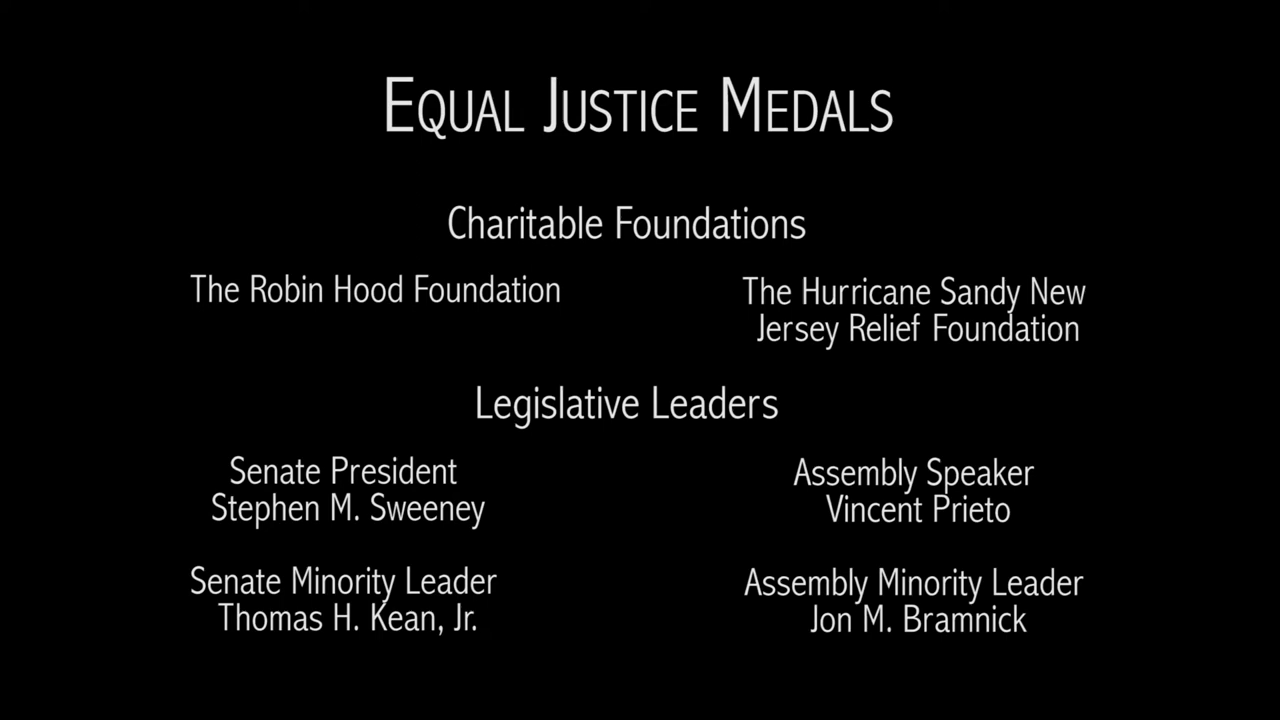 EQUAL JUSTICE MEDALS
Charitable Foundations
The Robin Hood Foundation
The Hurricane Sandy New
Jersey Relief Foundation
Legislative Leaders
Senate President
Stephen M. Sweeney
Assembly Speaker
Vincent Prieto
Senate Minority Leader
Thomas H. Kean, Jr.
Assembly Minority Leader
Jon M. Bramnick